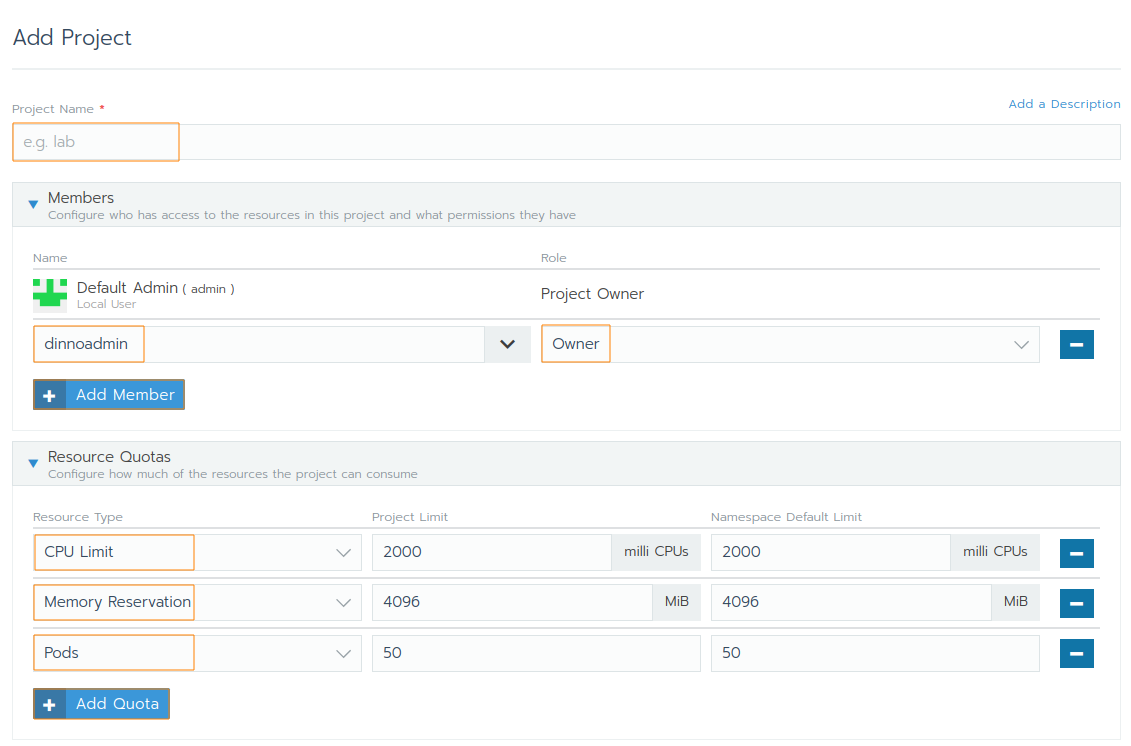 Add Project
Project Name *
Add a Description
e.g. lab
Members
Configure who has access to the resources in this project and what permissions they have
Name Role
Default Admin ( admin )
Local User
Project Owner
dinnoadmin Owner
Add Member
Resource Quotas
Configure how much of the resources the project can consume
Resource Type Project Limit Namespace Default Limit
CPU Limit 2000 milli CPUs 2000 milli CPUs
Memory Reservation 4096 MiB 4096 MiB
Pods 50 50
Add Quota